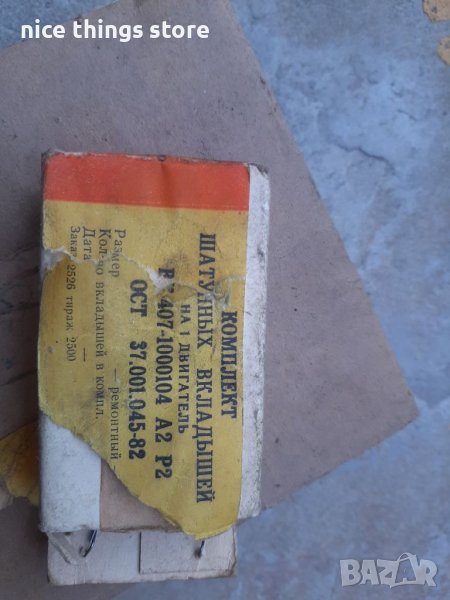 nice things store
КОМПЛЕКТ
ШАТУННЫХ ВКЛАДЫШЕЙ
НА 1 ДВИГАТЕЛЬ
407-1000104 А2 Р2
ОСТ 37.001.045-82
Размер — ремонтный
Кол-во вкладышей в компл.
Дата —
Заказ 2526 тираж 2500
BAZAR